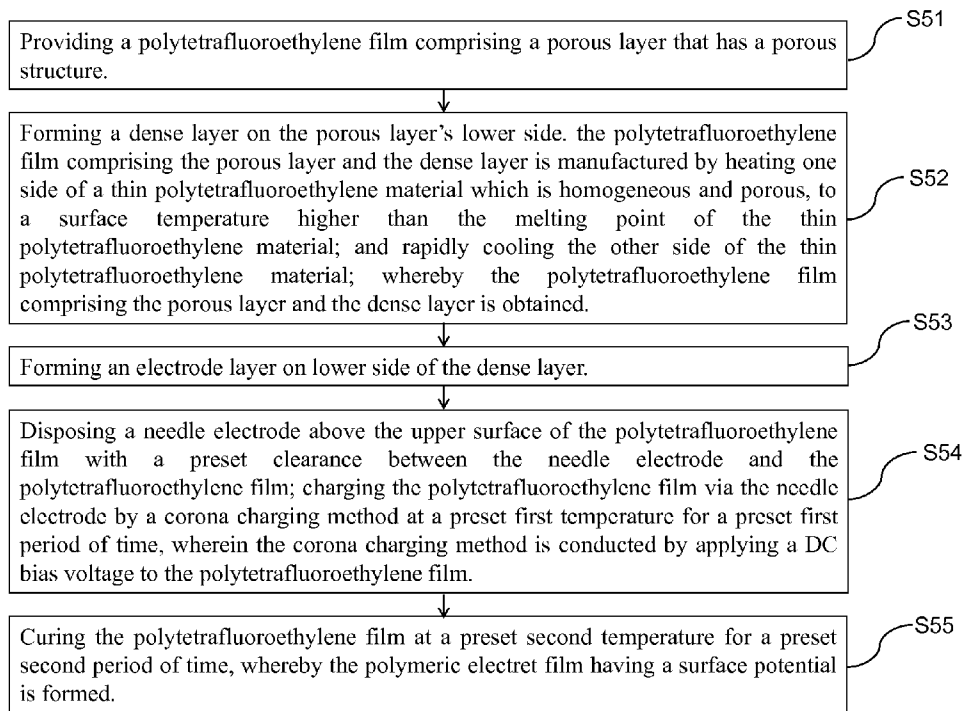 S51
Providing a polytetrafluoroethylene film comprising a porous layer that has a porous
structure.
S52
Forming a dense layer on the porous layer's lower side. the polytetrafluoroethylene
film comprising the porous layer and the dense layer is manufactured by heating one
side of a thin polytetrafluoroethylene material which is homogeneous and porous, to
a surface temperature higher than the melting point of the thin
polytetrafluoroethylene material; and rapidly cooling the other side of the thin
polytetrafluoroethylene material; whereby the polytetrafluoroethylene film
comprising the porous layer and the dense layer is obtained.
S53
Forming an electrode layer on lower side of the dense layer.
S54
Disposing a needle electrode above the upper surface of the polytetrafluoroethylene
film with a preset clearance between the needle electrode and the
polytetrafluoroethylene film; charging the polytetrafluoroethylene film via the needle
electrode by a corona charging method at a preset first temperature for a preset first
period of time, wherein the corona charging method is conducted by applying a DC
bias voltage to the polytetrafluoroethylene film.
S55
Curing the polytetrafluoroethylene film at a preset second temperature for a preset
second period of time, whereby the polymeric electret film having a surface potential
is formed.